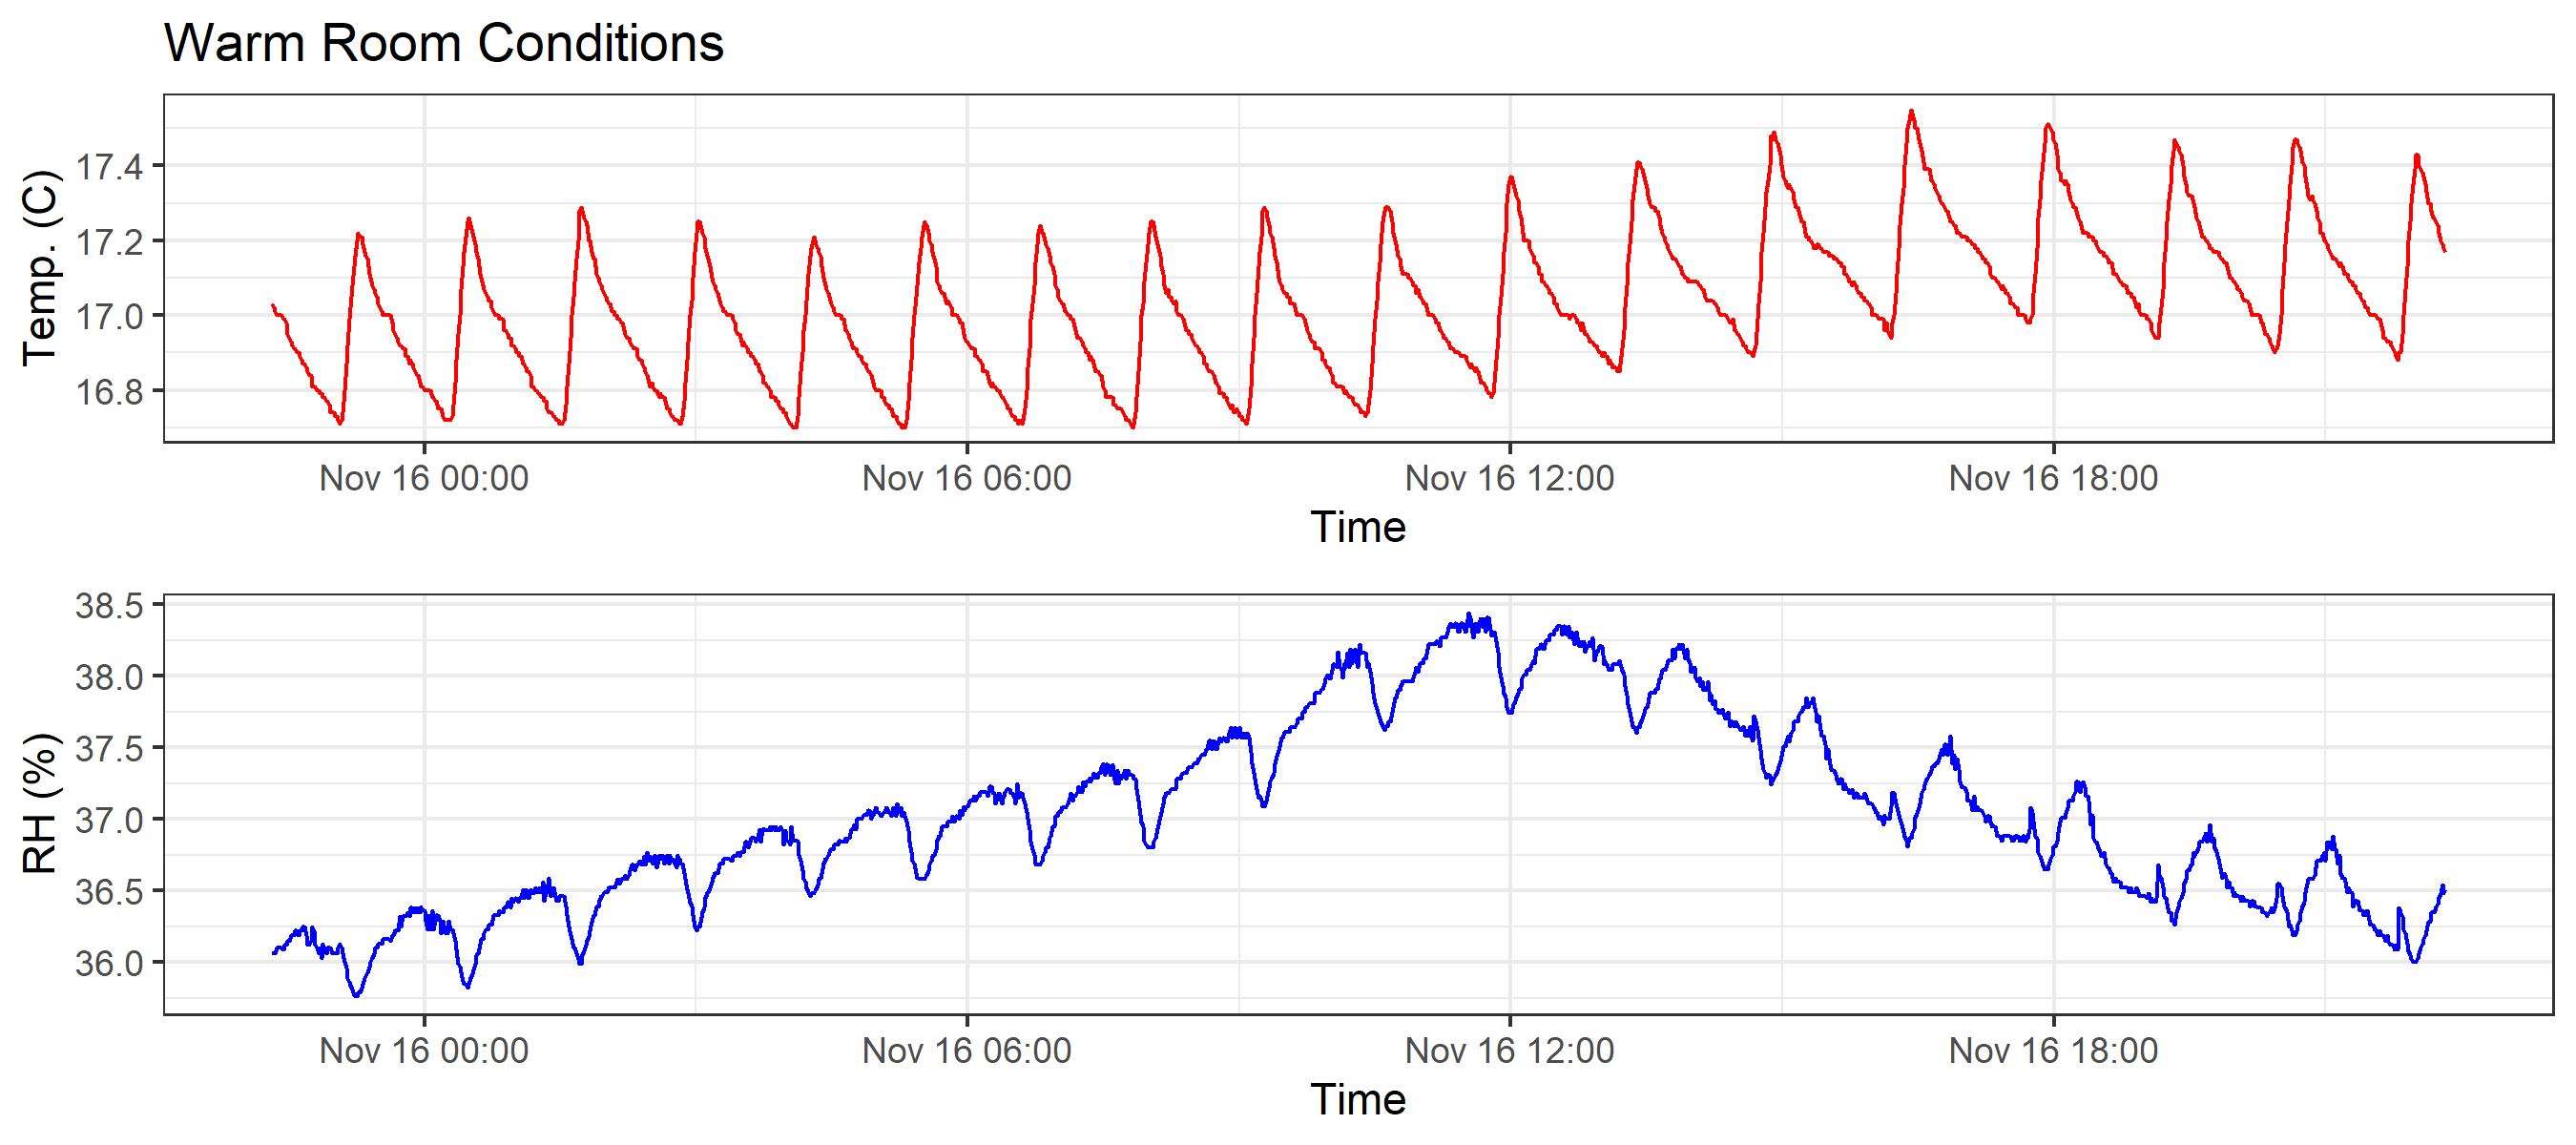 Warm Room Conditions
Temp. (C)
17.4
17.2
17.0
16.8
Nov 16 00:00 Nov 16 06:00 Nov 16 12:00 Nov 16 18:00
Time
RH (%)
38.5
38.0
37.5
37.0
36.5
36.0
Nov 16 00:00 Nov 16 06:00 Nov 16 12:00 Nov 16 18:00
Time